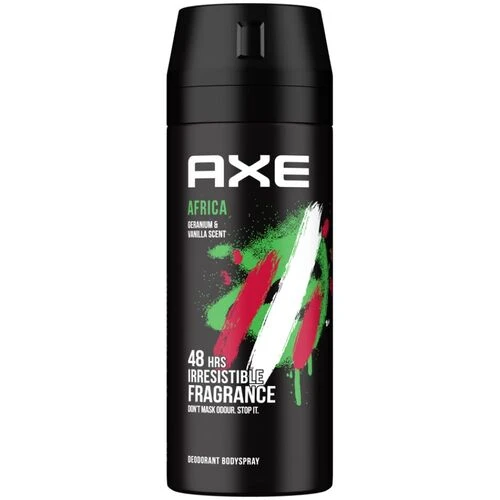 AXE
AFRICA
GERANIUM &
VANILLA SCENT
48 HRS
IRRESISTIBLE
FRAGRANCE
DON'T MASK ODOUR. STOP IT.
DEODORANT BODYSPRAY